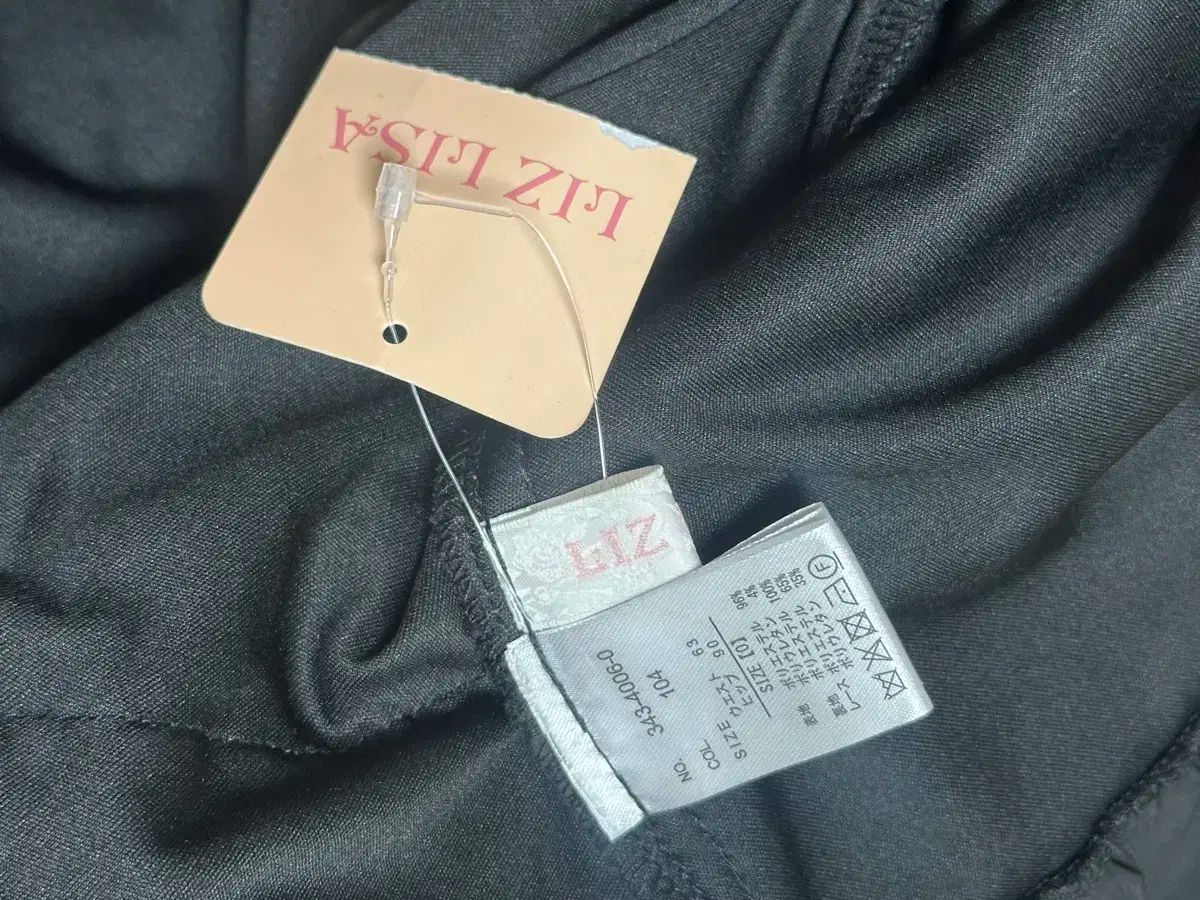 LIZ LISA
LIZ
NO. 343-4006-0
COL 104
SIZE ウエスト 63
ヒップ 90
SIZE [0]
表地 ポリエステル 96%
ポリウレタン 4%
裏地 ポリエステル 100%
レース ポリエステル 65%
ポリウレタン 35%
F